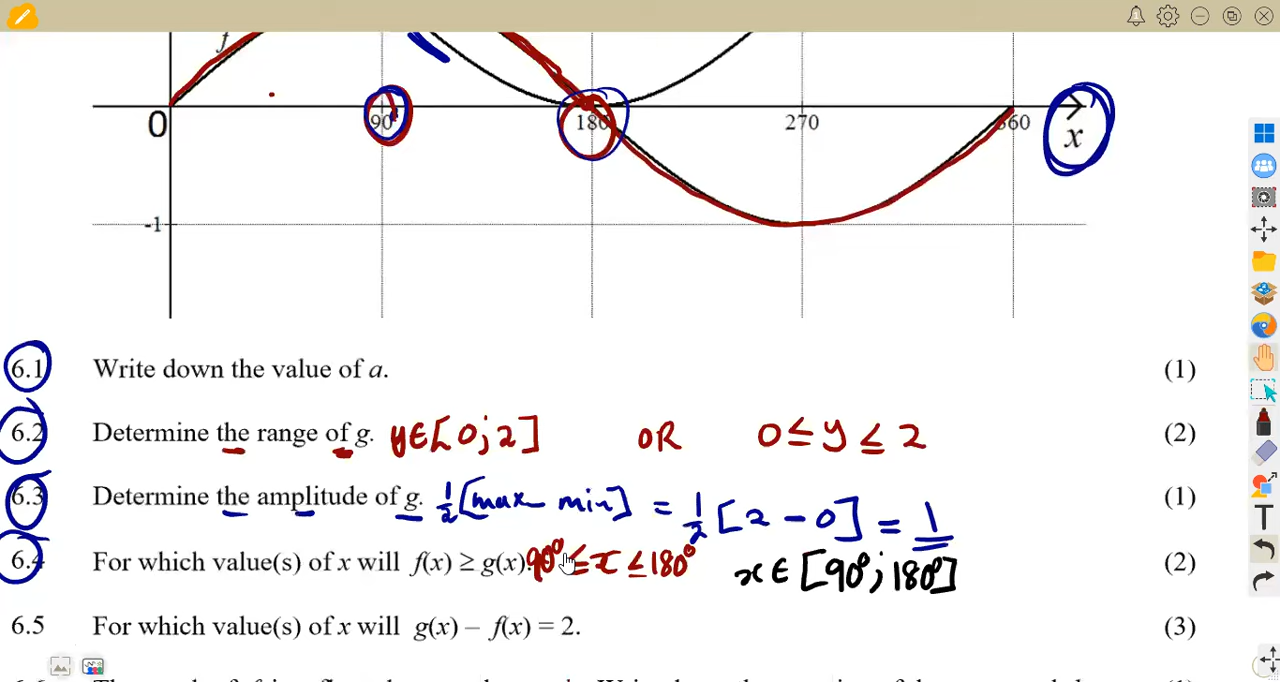 f
0 90 180 270 360 x
-1
6.1 Write down the value of a. (1)
6.2 Determine the range of g. y∈[0;2] OR 0≤y≤2 (2)
6.3 Determine the amplitude of g. 1/2[max - min] = 1/2[2-0] = 1 (1)
6.4 For which value(s) of x will f(x) ≥ g(x). 90°≤x≤180° x∈[90°;180°] (2)
6.5 For which value(s) of x will g(x) – f(x) = 2. (3)